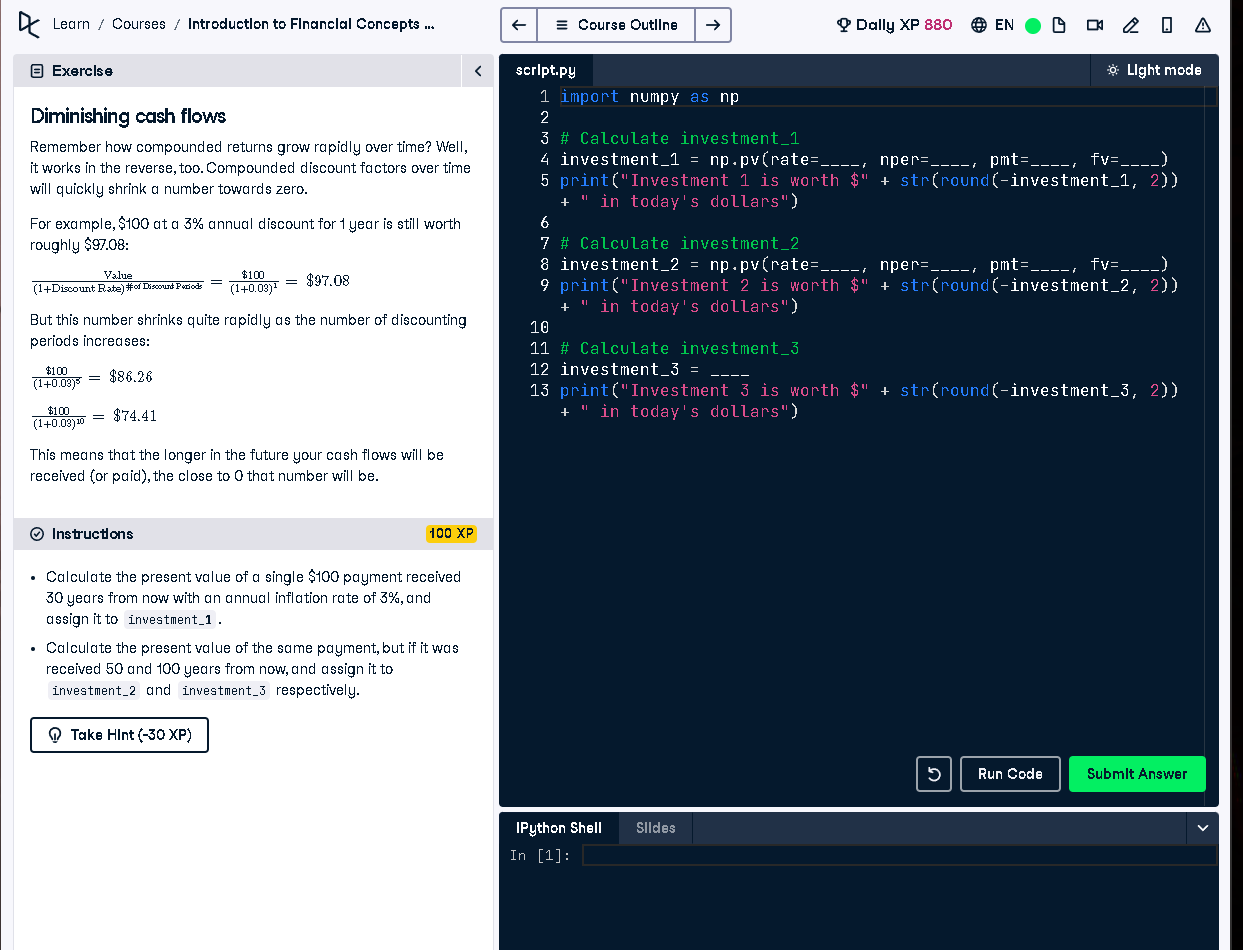 Learn / Courses / Introduction to Financial Concepts ...
Course Outline
Daily XP 880
EN
Exercise
Diminishing cash flows
Remember how compounded returns grow rapidly over time? Well,
it works in the reverse, too. Compounded discount factors over time
will quickly shrink a number towards zero.
For example, $100 at a 3% annual discount for 1 year is still worth
roughly $97.08:
Value / (1+Discount Rate)^# of Discount Periods = $100 / (1+0.03)^1 = $97.08
But this number shrinks quite rapidly as the number of discounting
periods increases:
$100 / (1+0.03)^5 = $86.26
$100 / (1+0.03)^10 = $74.41
This means that the longer in the future your cash flows will be
received (or paid), the close to 0 that number will be.
Instructions
100 XP
• Calculate the present value of a single $100 payment received
30 years from now with an annual inflation rate of 3%, and
assign it to investment_1 .
• Calculate the present value of the same payment, but if it was
received 50 and 100 years from now, and assign it to
investment_2 and investment_3 respectively.
Take Hint (-30 XP)
script.py
Light mode
1 import numpy as np
2
3 # Calculate investment_1
4 investment_1 = np.pv(rate=____, nper=____, pmt=____, fv=____)
5 print("Investment 1 is worth $" + str(round(-investment_1, 2))
+ " in today's dollars")
6
7 # Calculate investment_2
8 investment_2 = np.pv(rate=____, nper=____, pmt=____, fv=____)
9 print("Investment 2 is worth $" + str(round(-investment_2, 2))
+ " in today's dollars")
10
11 # Calculate investment_3
12 investment_3 = ____
13 print("Investment 3 is worth $" + str(round(-investment_3, 2))
+ " in today's dollars")
Run Code
Submit Answer
IPython Shell
Slides
In [1]: